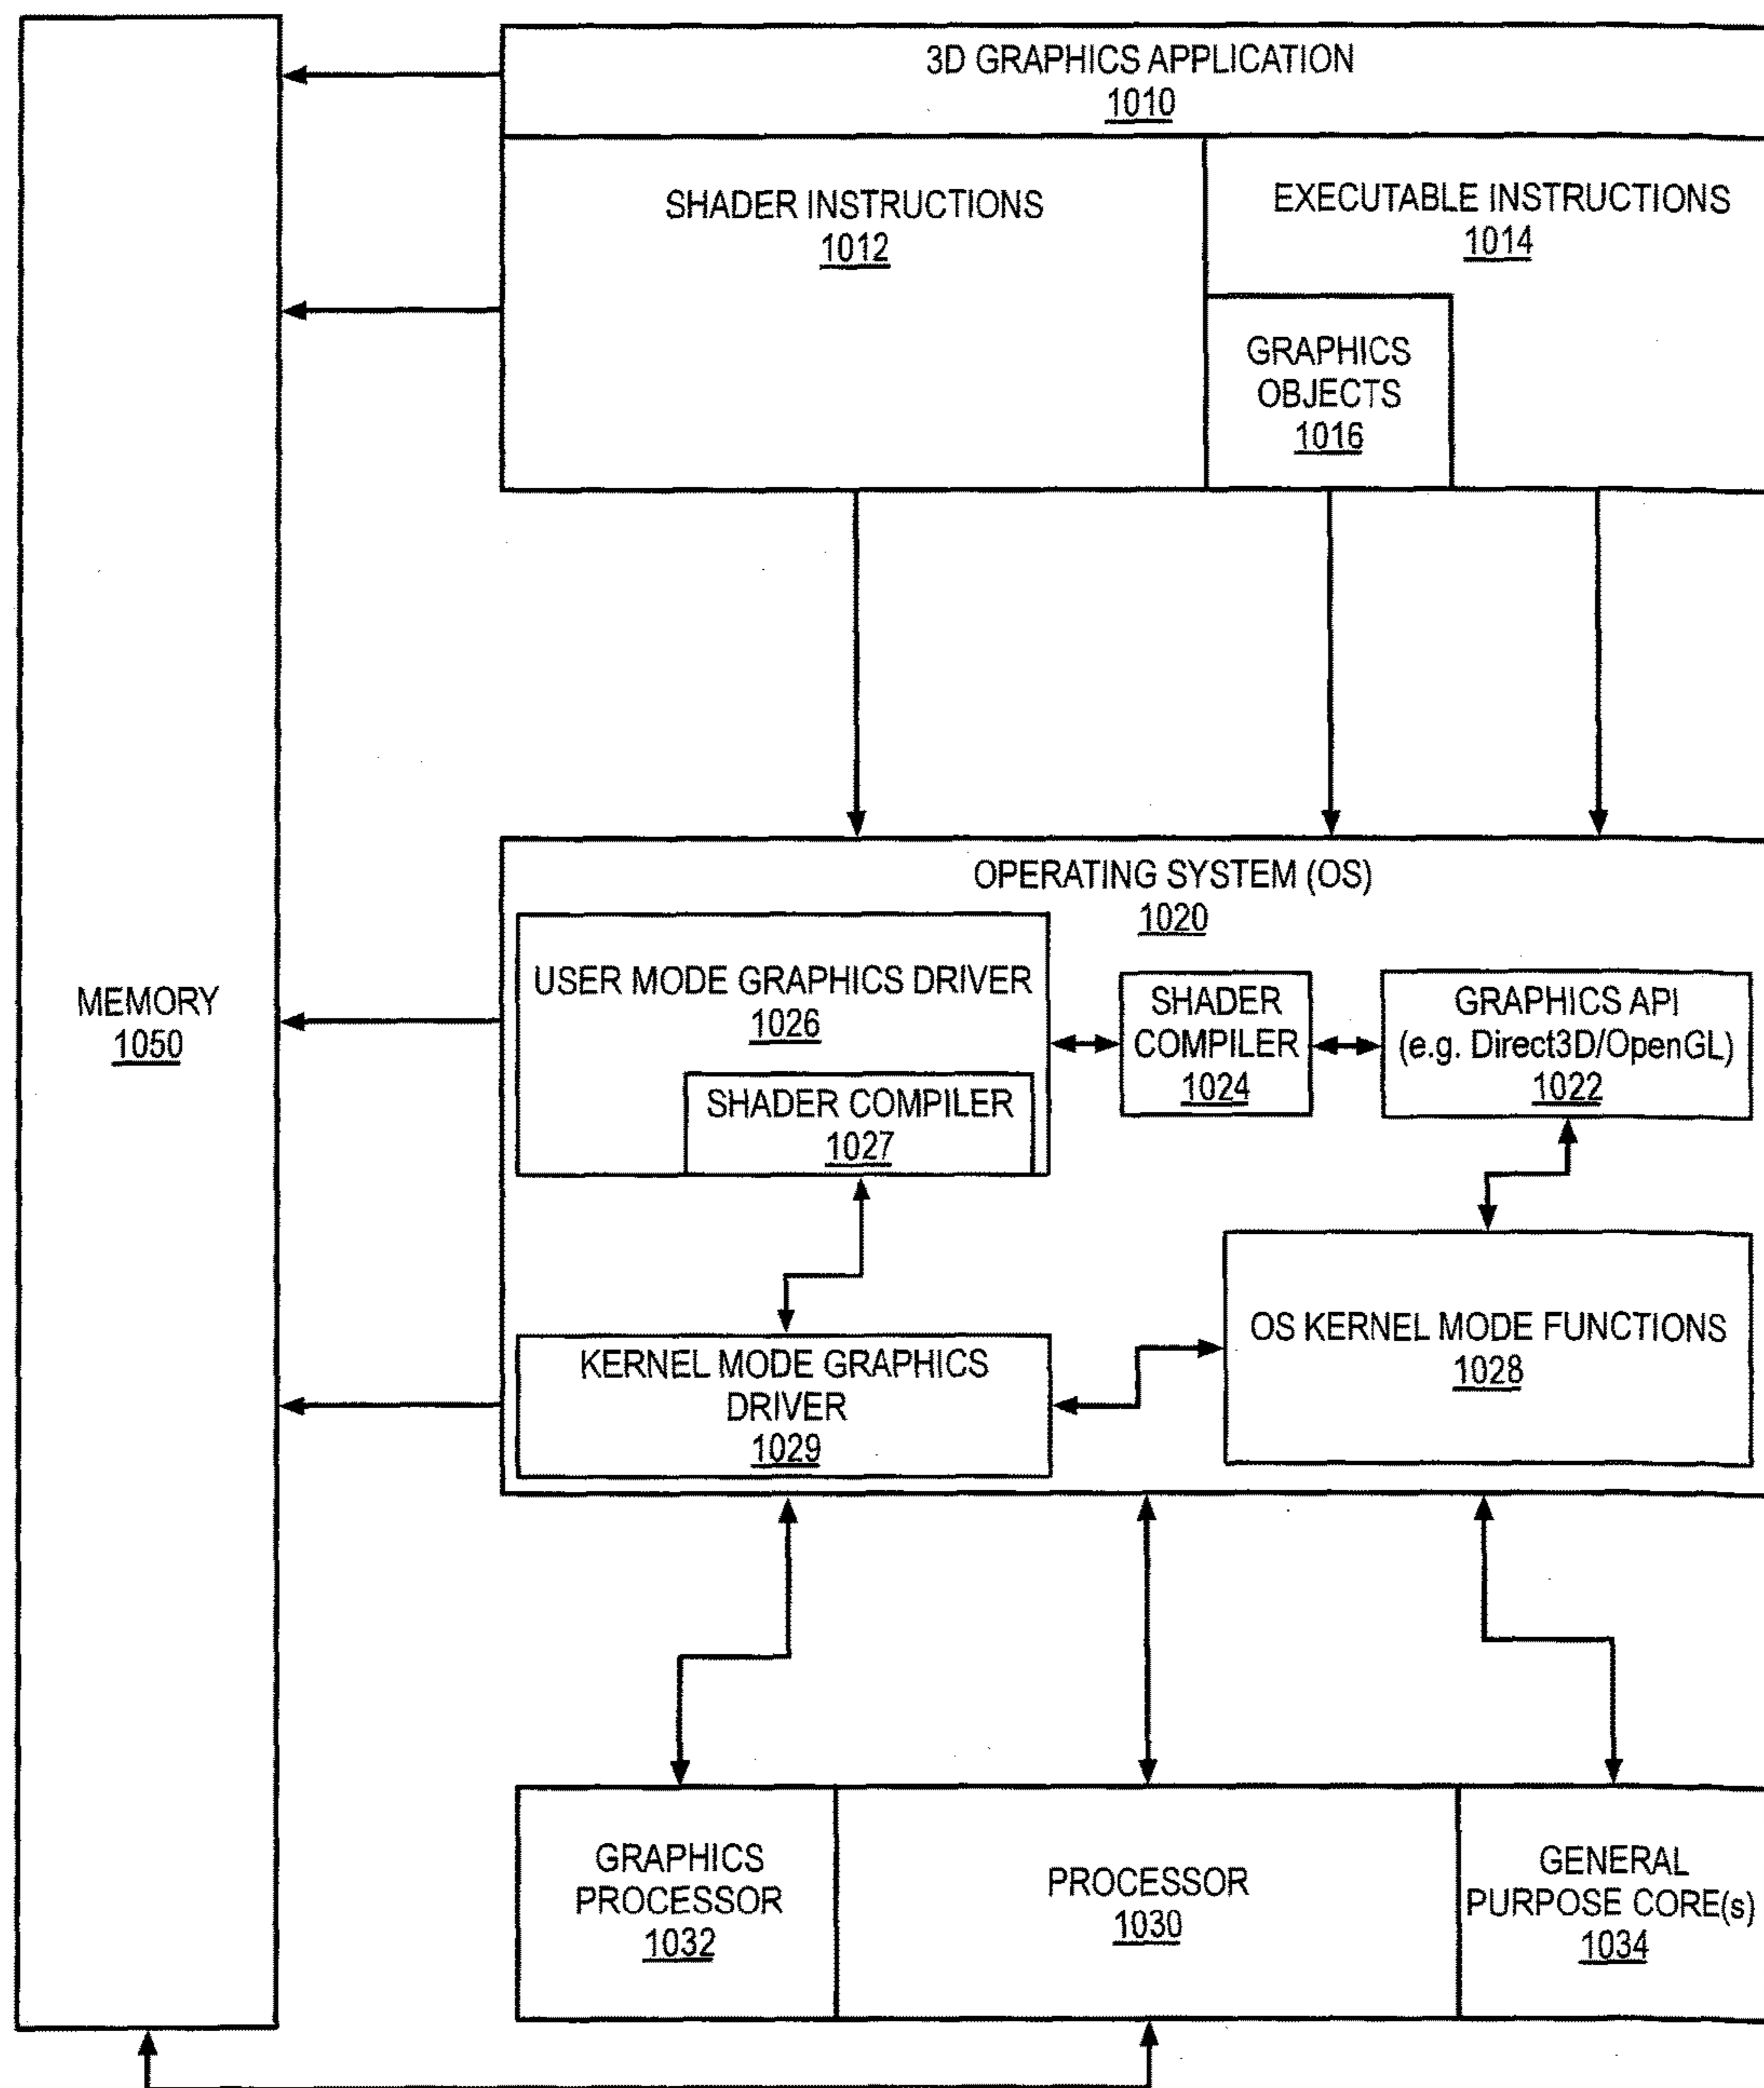 3D GRAPHICS APPLICATION
1010
SHADER INSTRUCTIONS
1012
EXECUTABLE INSTRUCTIONS
1014
GRAPHICS
OBJECTS
1016
OPERATING SYSTEM (OS)
1020
USER MODE GRAPHICS DRIVER
1026
SHADER COMPILER
1027
SHADER
COMPILER
1024
GRAPHICS API
(e.g. Direct3D/OpenGL)
1022
MEMORY
1050
OS KERNEL MODE FUNCTIONS
1028
KERNEL MODE GRAPHICS
DRIVER
1029
GRAPHICS
PROCESSOR
1032
PROCESSOR
1030
GENERAL
PURPOSE CORE(s)
1034